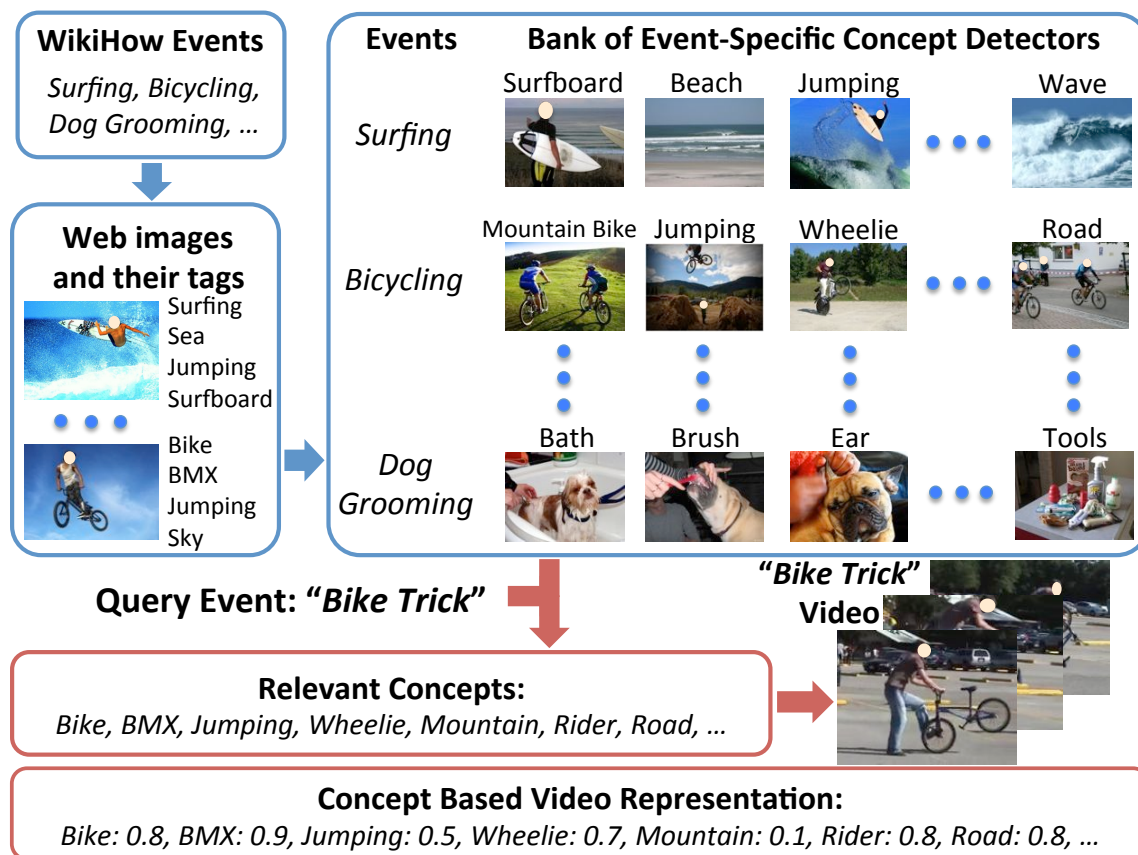 WikiHow Events
Surfing, Bicycling,
Dog Grooming, ...
Web images
and their tags
Surfing
Sea
Jumping
Surfboard
Bike
BMX
Jumping
Sky
Events
Bank of Event-Specific Concept Detectors
Surfboard
Beach
Jumping
Wave
Surfing
Mountain Bike
Jumping
Wheelie
Road
Bicycling
Bath
Brush
Ear
Tools
Dog
Grooming
Query Event: “Bike Trick”
“Bike Trick”
Video
Relevant Concepts:
Bike, BMX, Jumping, Wheelie, Mountain, Rider, Road, ...
Concept Based Video Representation:
Bike: 0.8, BMX: 0.9, Jumping: 0.5, Wheelie: 0.7, Mountain: 0.1, Rider: 0.8, Road: 0.8, ...